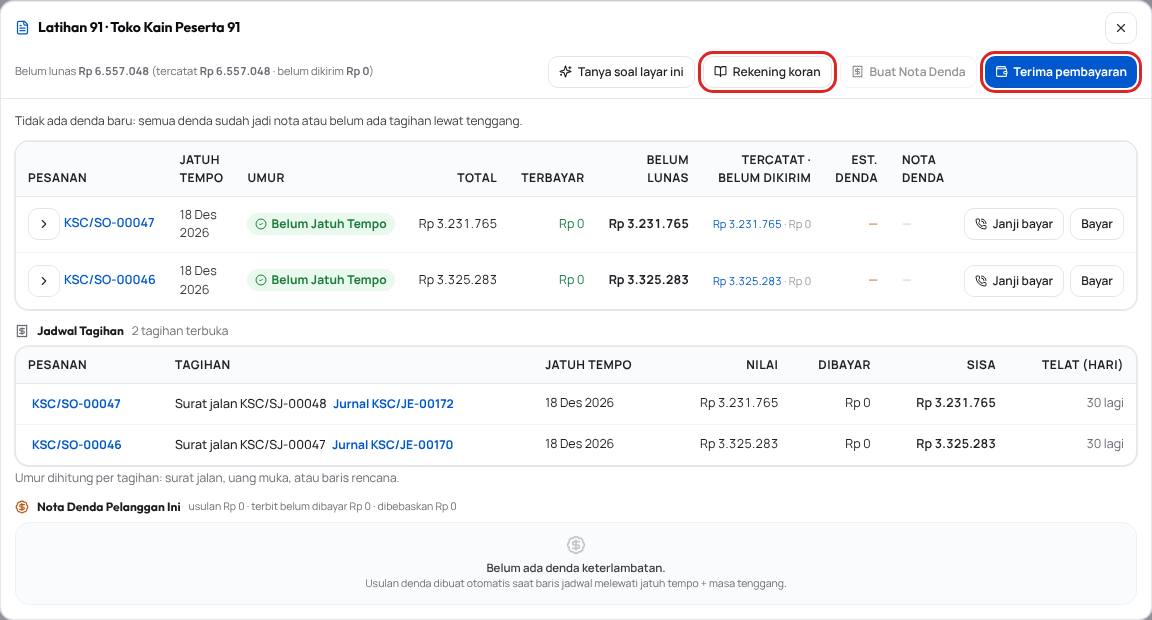 Latihan 91 · Toko Kain Peserta 91
Belum lunas Rp 6.557.048 (tercatat Rp 6.557.048 · belum dikirim Rp 0)
Tanya soal layar ini
Rekening koran
Buat Nota Denda
Terima pembayaran
Tidak ada denda baru: semua denda sudah jadi nota atau belum ada tagihan lewat tenggang.
PESANAN JATUH TEMPO UMUR TOTAL TERBAYAR BELUM LUNAS TERCATAT · BELUM DIKIRIM EST. DENDA NOTA DENDA
KSC/SO-00047 18 Des 2026 Belum Jatuh Tempo Rp 3.231.765 Rp 0 Rp 3.231.765 Rp 3.231.765 · Rp 0 — — Janji bayar Bayar
KSC/SO-00046 18 Des 2026 Belum Jatuh Tempo Rp 3.325.283 Rp 0 Rp 3.325.283 Rp 3.325.283 · Rp 0 — — Janji bayar Bayar
Jadwal Tagihan 2 tagihan terbuka
PESANAN TAGIHAN JATUH TEMPO NILAI DIBAYAR SISA TELAT (HARI)
KSC/SO-00047 Surat jalan KSC/SJ-00048 Jurnal KSC/JE-00172 18 Des 2026 Rp 3.231.765 Rp 0 Rp 3.231.765 30 lagi
KSC/SO-00046 Surat jalan KSC/SJ-00047 Jurnal KSC/JE-00170 18 Des 2026 Rp 3.325.283 Rp 0 Rp 3.325.283 30 lagi
Umur dihitung per tagihan: surat jalan, uang muka, atau baris rencana.
Nota Denda Pelanggan Ini usulan Rp 0 · terbit belum dibayar Rp 0 · dibebaskan Rp 0
Belum ada denda keterlambatan.
Usulan denda dibuat otomatis saat baris jadwal melewati jatuh tempo + masa tenggang.